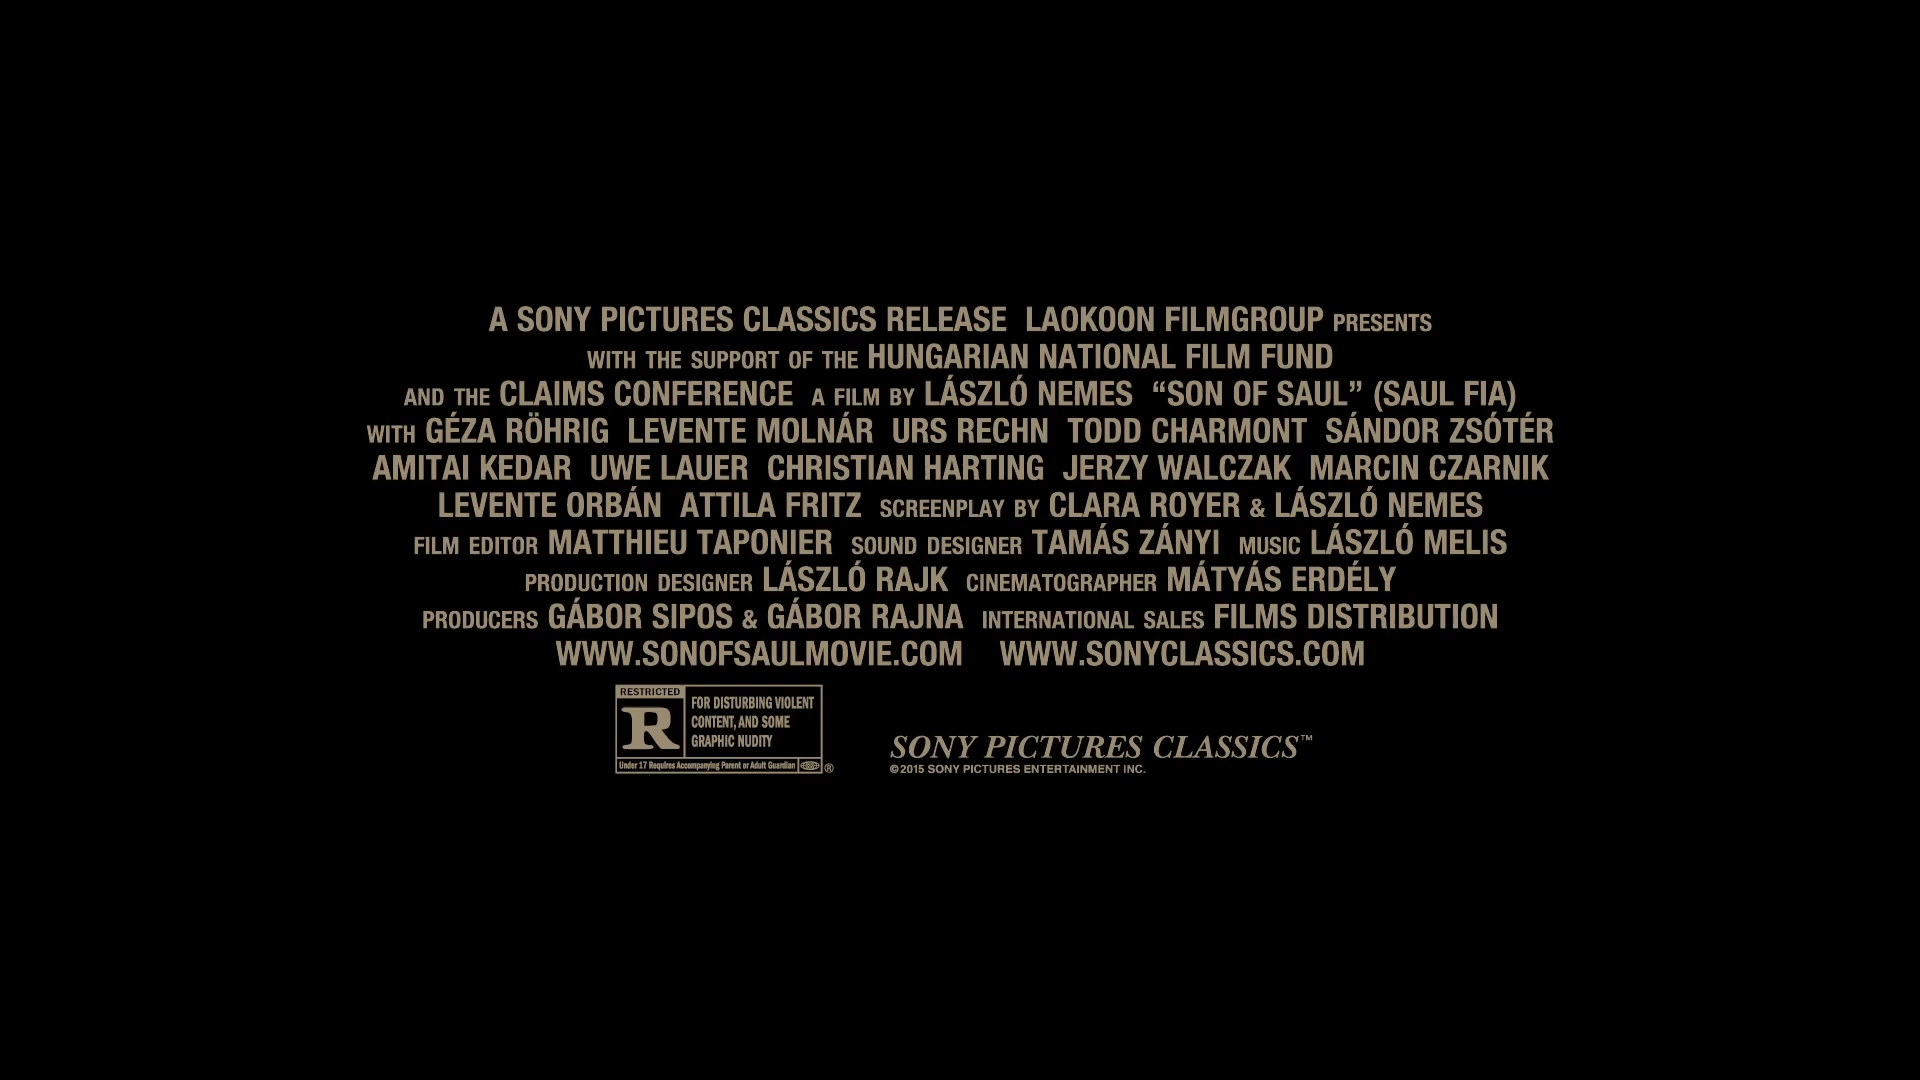 A SONY PICTURES CLASSICS RELEASE LAOKOON FILMGROUP PRESENTS
WITH THE SUPPORT OF THE HUNGARIAN NATIONAL FILM FUND
AND THE CLAIMS CONFERENCE A FILM BY LÁSZLÓ NEMES “SON OF SAUL” (SAUL FIA)
WITH GÉZA RÖHRIG LEVENTE MOLNÁR URS RECHN TODD CHARMONT SÁNDOR ZSÓTÉR
AMITAI KEDAR UWE LAUER CHRISTIAN HARTING JERZY WALCZAK MARCIN CZARNIK
LEVENTE ORBÁN ATTILA FRITZ SCREENPLAY BY CLARA ROYER & LÁSZLÓ NEMES
FILM EDITOR MATTHIEU TAPONIER SOUND DESIGNER TAMÁS ZÁNYI MUSIC LÁSZLÓ MELIS
PRODUCTION DESIGNER LÁSZLÓ RAJK CINEMATOGRAPHER MÁTYÁS ERDÉLY
PRODUCERS GÁBOR SIPOS & GÁBOR RAJNA INTERNATIONAL SALES FILMS DISTRIBUTION
WWW.SONOFSAULMOVIE.COM WWW.SONYCLASSICS.COM
RESTRICTED
R
FOR DISTURBING VIOLENT
CONTENT, AND SOME
GRAPHIC NUDITY
Under 17 Requires Accompanying Parent or Adult Guardian ®
SONY PICTURES CLASSICS™
©2015 SONY PICTURES ENTERTAINMENT INC.